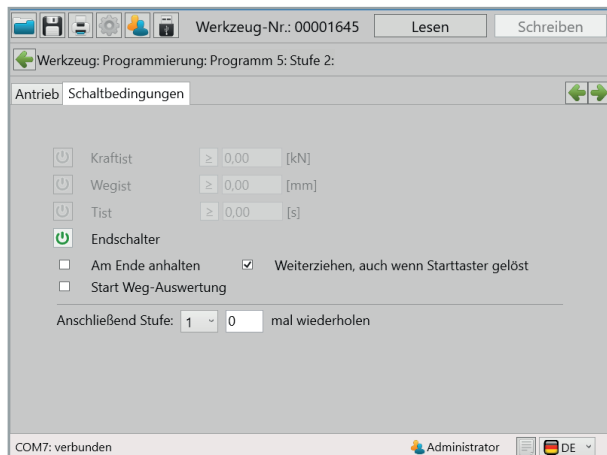 Werkzeug-Nr.: 00001645 Lesen Schreiben
Werkzeug: Programmierung: Programm 5: Stufe 2:
Antrieb Schaltbedingungen
Kraftist ≥ 0,00 [kN]
Wegist ≥ 0,00 [mm]
Tist ≥ 0,00 [s]
Endschalter
Am Ende anhalten Weiterziehen, auch wenn Starttaster gelöst
Start Weg-Auswertung
Anschließend Stufe: 1 0 mal wiederholen
COM7: verbunden Administrator DE